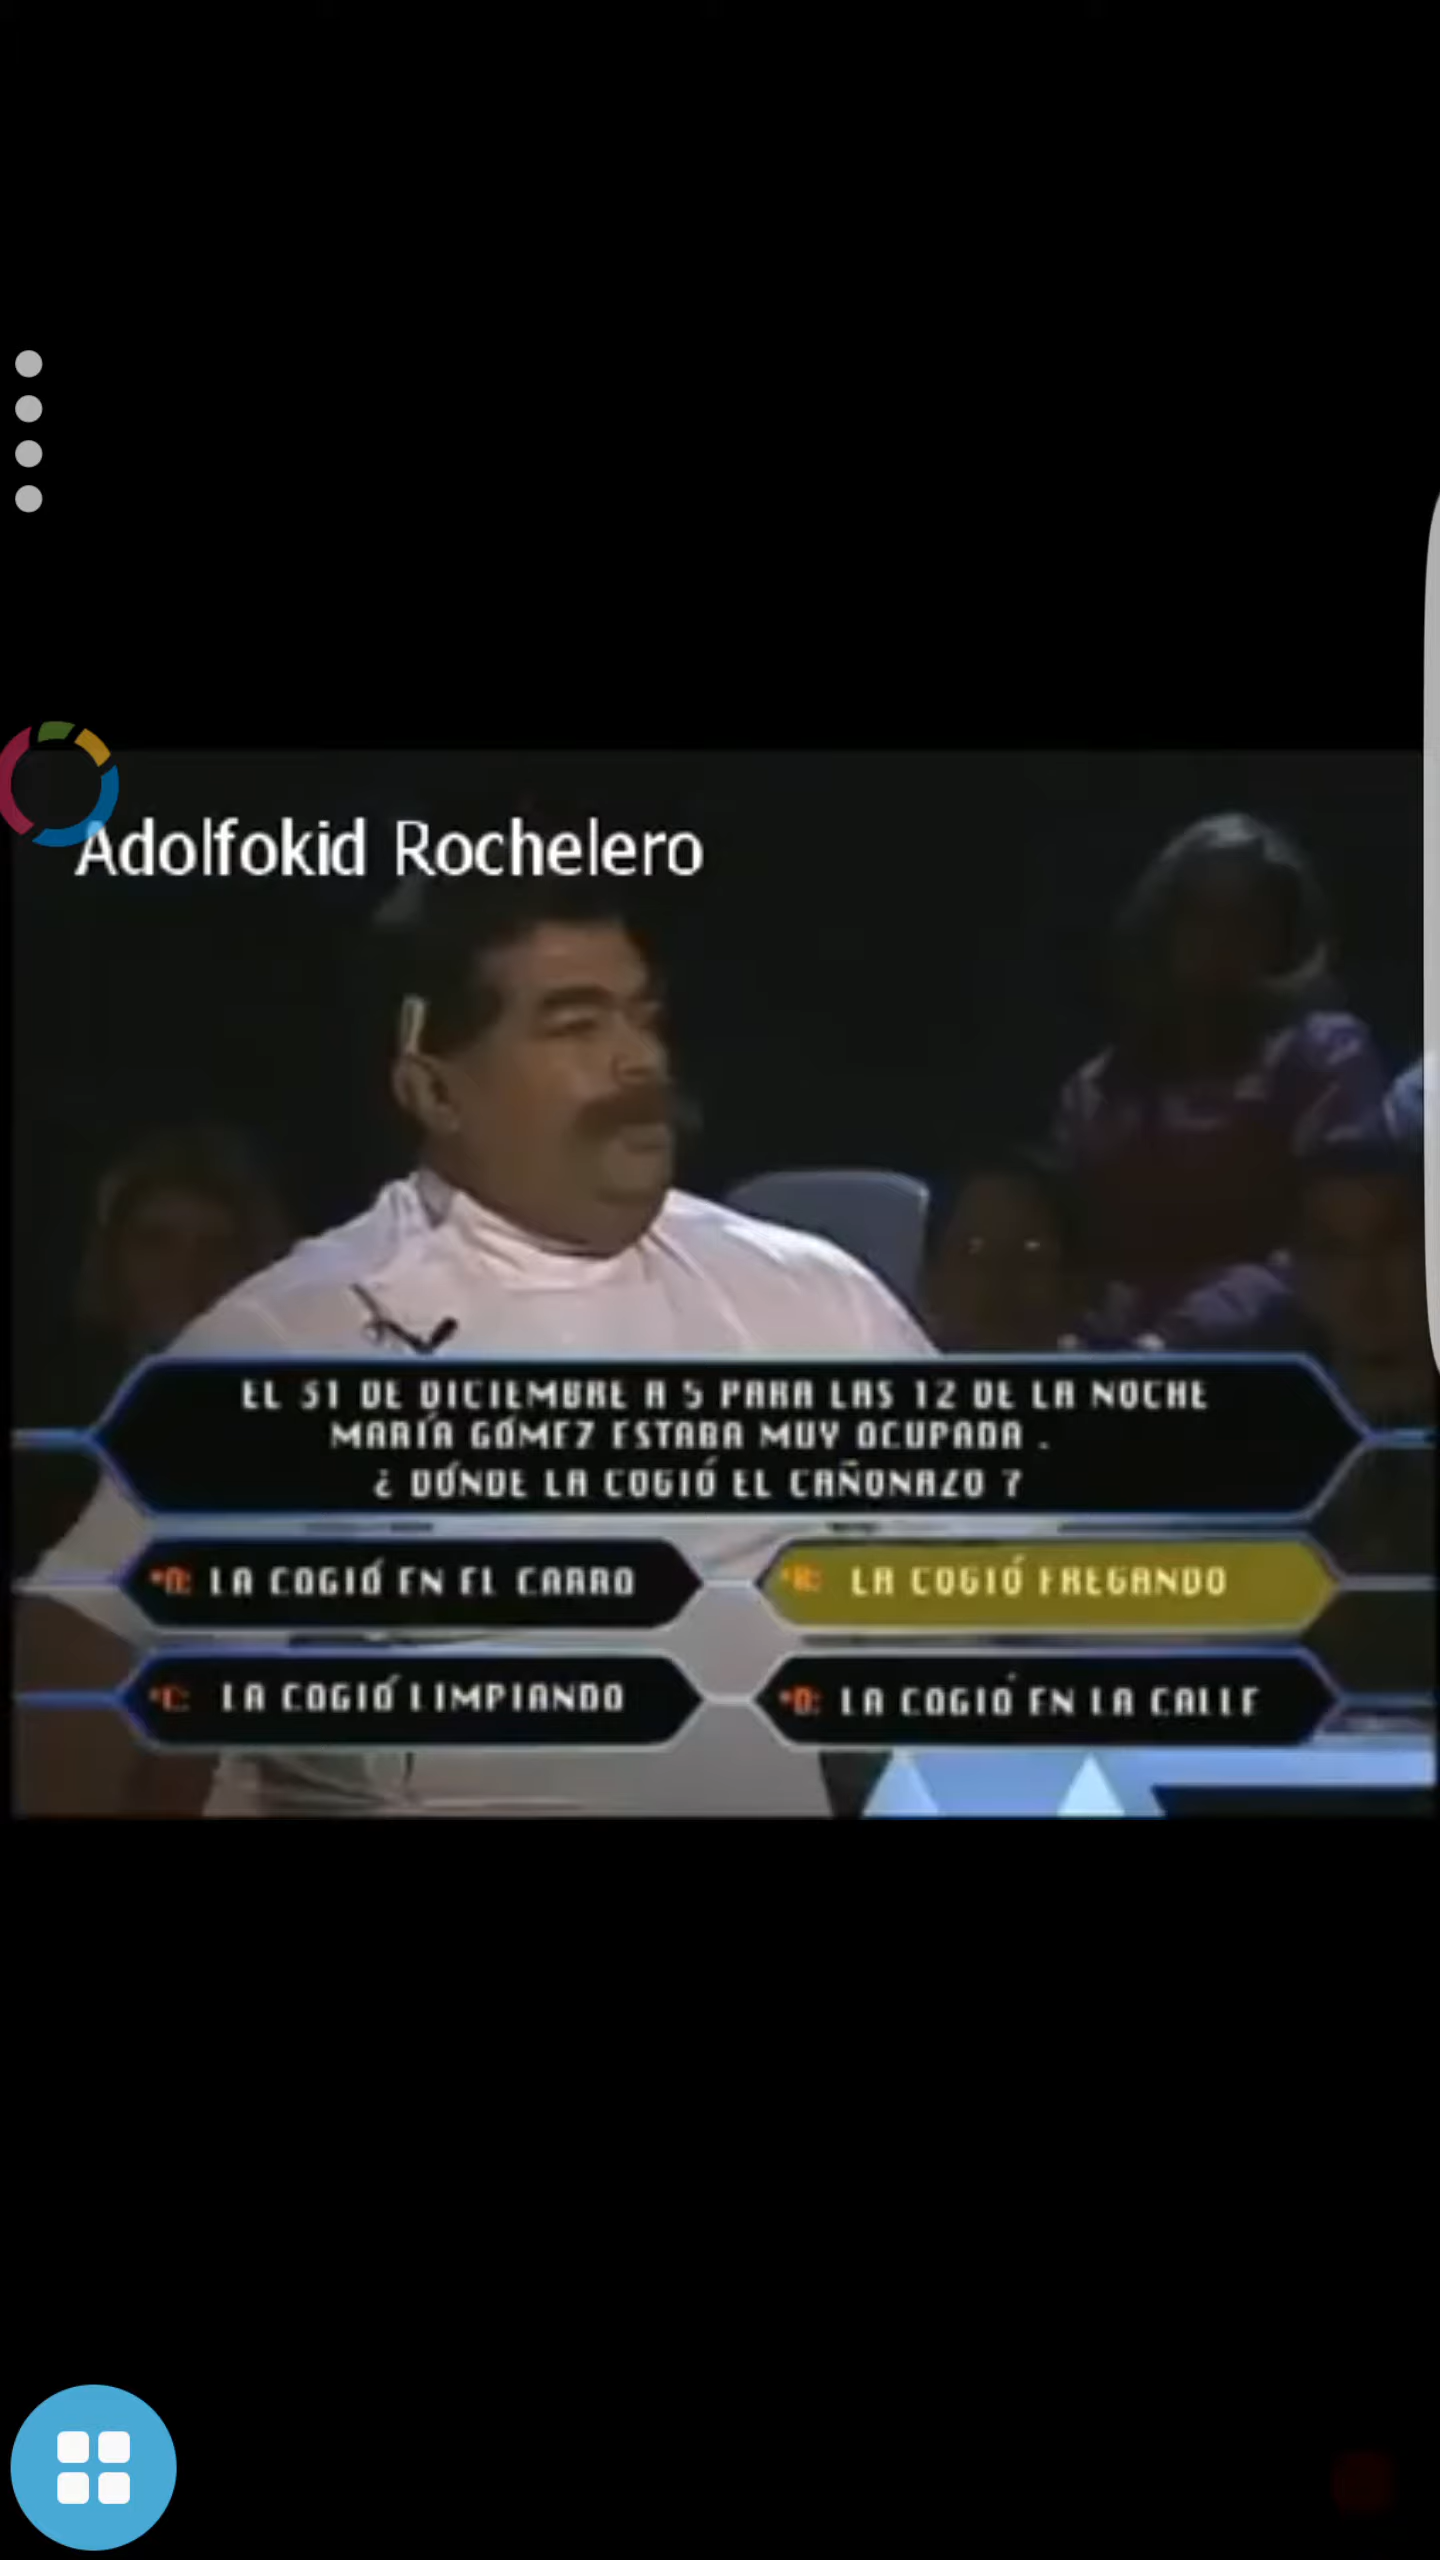 Adolfokid Rochelero
EL 31 DE DICIEMBRE A 5 PARA LAS 12 DE LA NOCHE
MARÍA GÓMEZ ESTABA MUY OCUPADA .
¿ DÓNDE LA COGIÓ EL CAÑONAZO ?
*A: LA COGIÓ EN EL CARRO
*B: LA COGIÓ FREGANDO
*C: LA COGIÓ LIMPIANDO
*D: LA COGIÓ EN LA CALLE